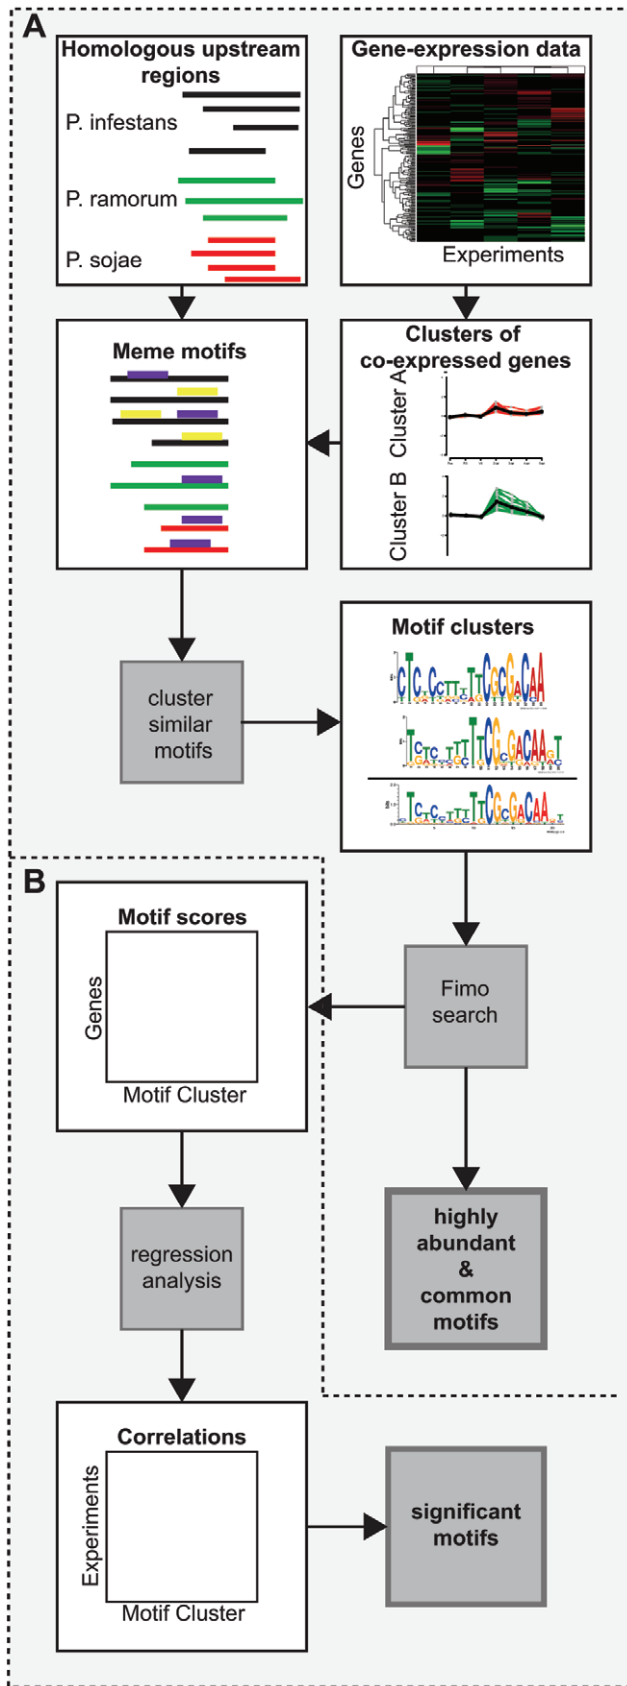 A
Homologous upstream
regions
P. infestans
P. ramorum
P. sojae
Gene-expression data
Genes
Experiments
Meme motifs
Clusters of
co-expressed genes
Cluster A
Cluster B
cluster
similar
motifs
Motif clusters
Fimo
search
highly
abundant
&
common
motifs
B
Motif scores
Genes
Motif Cluster
regression
analysis
Correlations
Experiments
Motif Cluster
significant
motifs